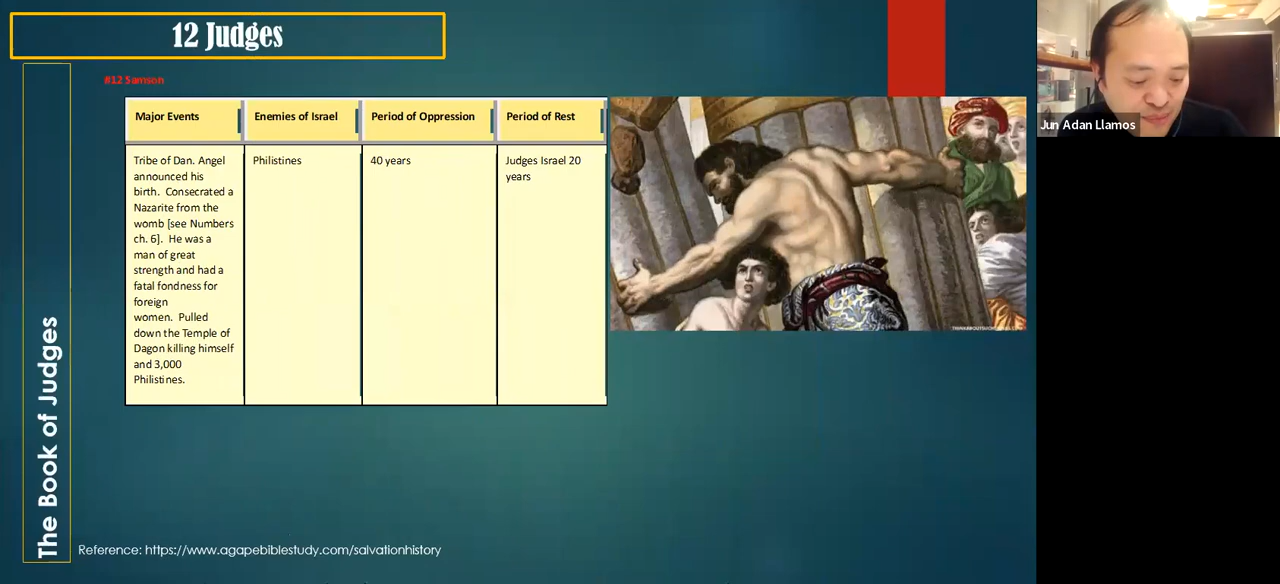 12 Judges
#12 Samson
Major Events
Enemies of Israel
Period of Oppression
Period of Rest
Tribe of Dan. Angel
announced his
birth. Consecrated a
Nazarite from the
womb [see Numbers
ch. 6]. He was a
man of great
strength and had a
fatal fondness for
foreign
women. Pulled
down the Temple of
Dagon killing himself
and 3,000
Philistines.
Philistines
40 years
Judges Israel 20
years
The Book of Judges
Reference: https://www.agapebiblestudy.com/salvationhistory
Jun Adan Llamos